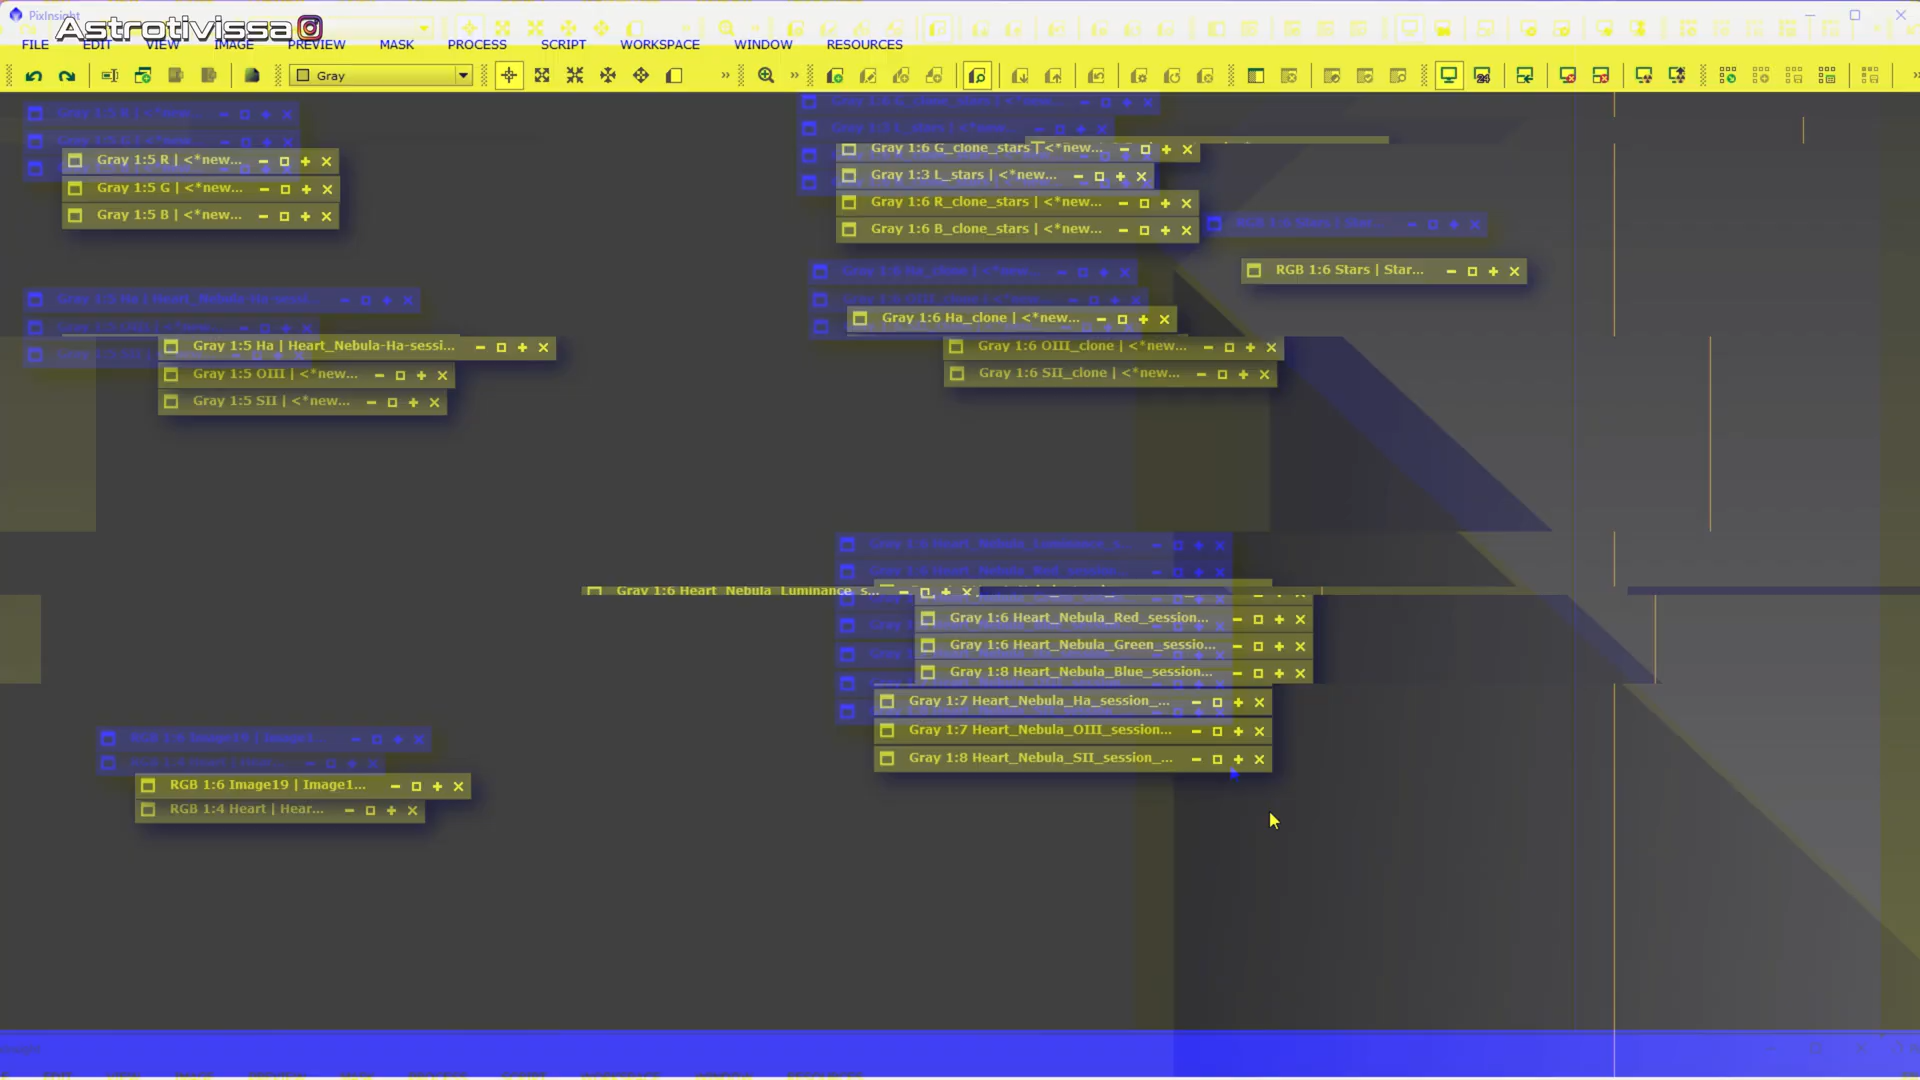 PixInsight
Astrotivissa
FILE EDIT VIEW IMAGE PREVIEW MASK PROCESS SCRIPT WORKSPACE WINDOW RESOURCES
Gray
Gray 1:5 R | <*new...
Gray 1:5 G | <*new...
Gray 1:5 B | <*new...
Gray 1:6 G_clone_stars | <*new...
Gray 1:3 L_stars | <*new...
Gray 1:6 R_clone_stars | <*new...
Gray 1:6 B_clone_stars | <*new...
RGB 1:6 Stars | Star...
Gray 1:6 Ha_clone | <*new...
Gray 1:6 OIII_clone | <*new...
Gray 1:6 SII_clone | <*new...
Gray 1:5 Ha | Heart_Nebula-Ha-sessi...
Gray 1:5 OIII | <*new...
Gray 1:5 SII | <*new...
Gray 1:6 Heart_Nebula_Luminance_s...
Gray 1:6 Heart_Nebula_Red_session...
Gray 1:6 Heart_Nebula_Green_sessio...
Gray 1:8 Heart_Nebula_Blue_session...
Gray 1:7 Heart_Nebula_Ha_session_...
Gray 1:7 Heart_Nebula_OIII_session...
Gray 1:8 Heart_Nebula_SII_session_...
RGB 1:6 Image19 | Image1...
RGB 1:4 Heart | Hear...